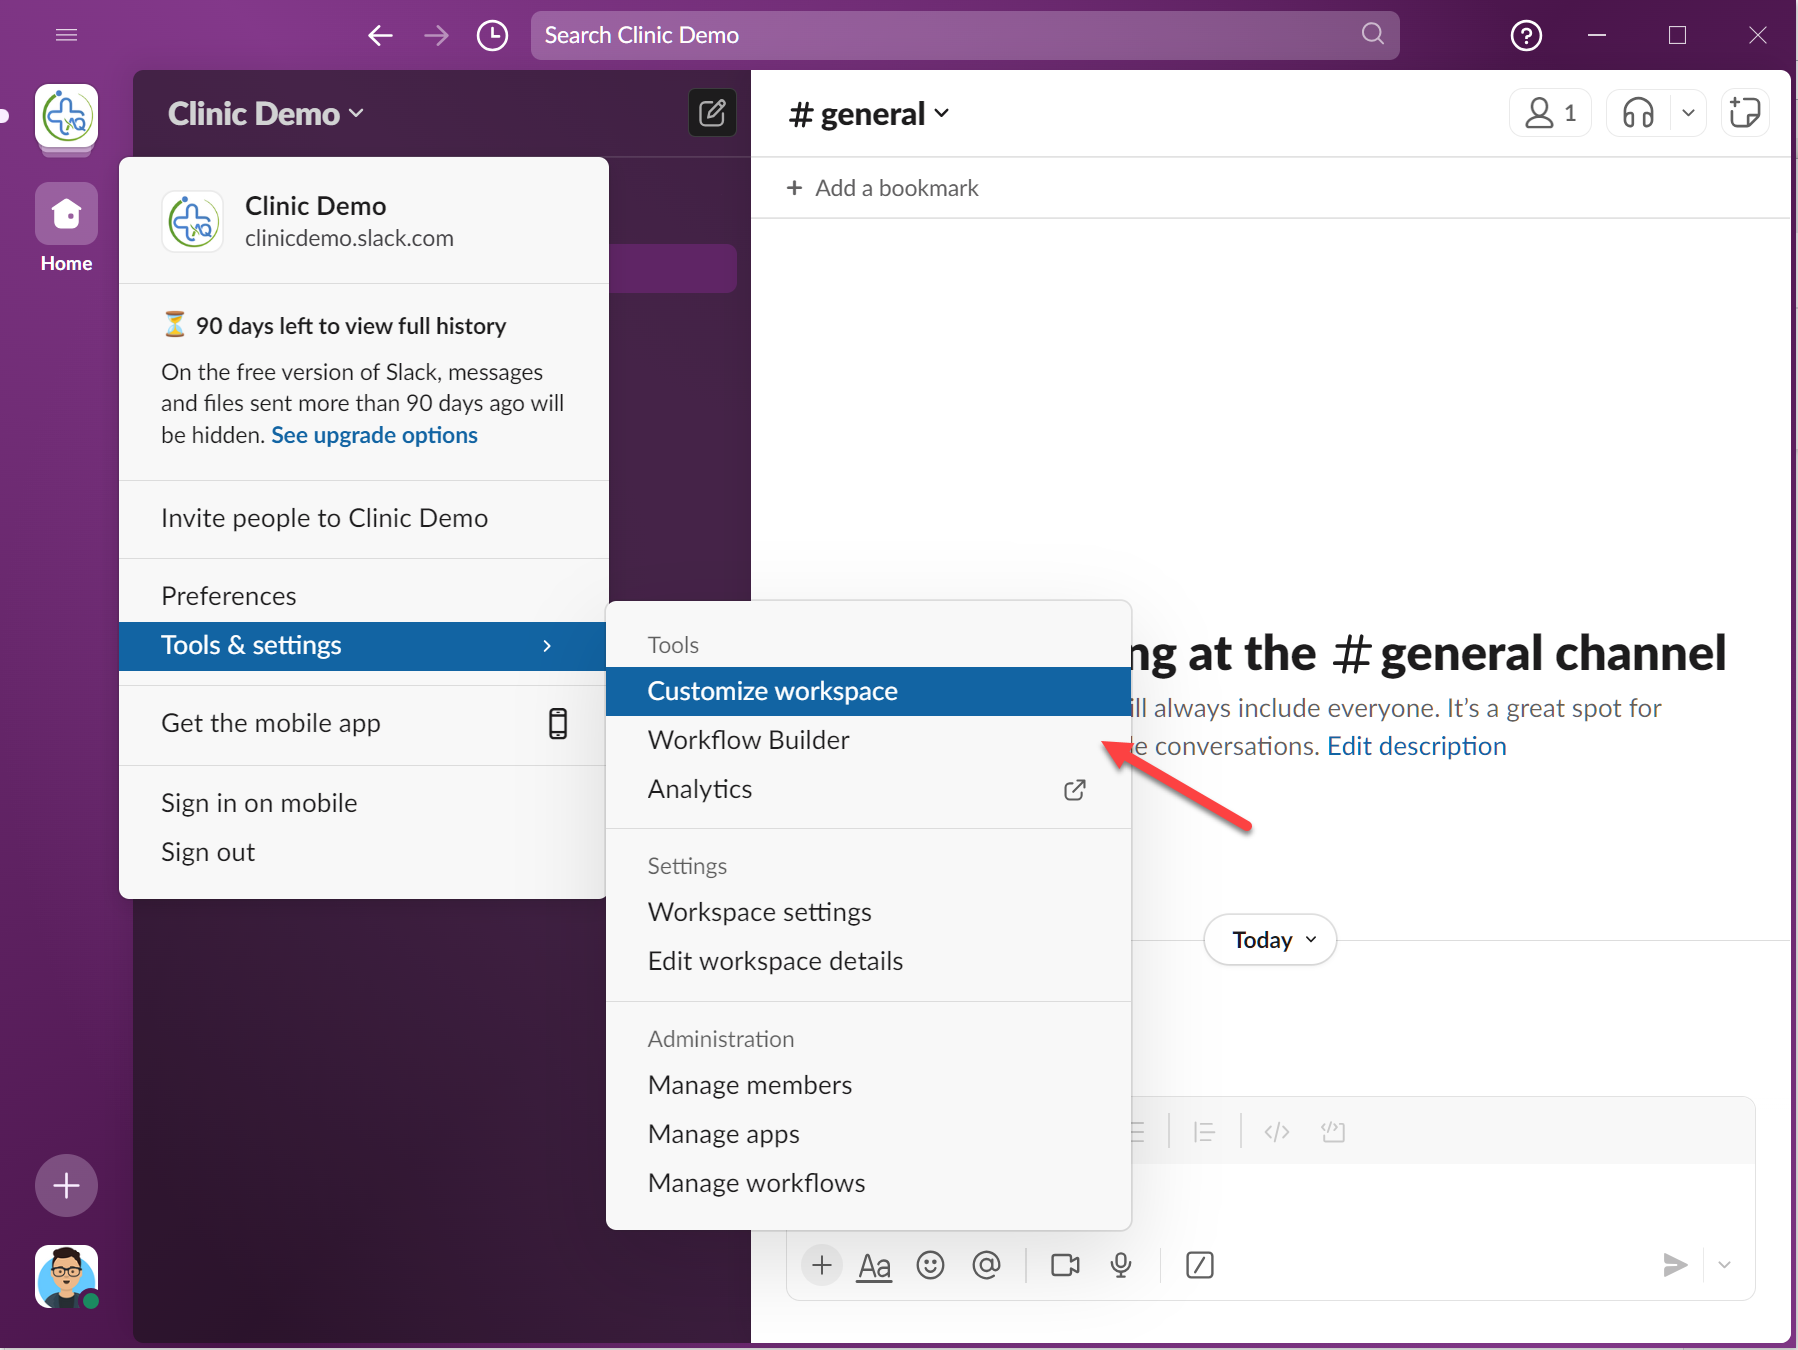 Search Clinic Demo
Clinic Demo
# general
1
Add a bookmark
Home
Clinic Demo
clinicdemo.slack.com
90 days left to view full history
On the free version of Slack, messages
and files sent more than 90 days ago will
be hidden. See upgrade options
Invite people to Clinic Demo
Preferences
Tools & settings
Get the mobile app
Sign in on mobile
Sign out
Tools
Customize workspace
Workflow Builder
Analytics
Settings
Workspace settings
Edit workspace details
Administration
Manage members
Manage apps
Manage workflows
ng at the # general channel
ill always include everyone. It’s a great spot for
e conversations. Edit description
Today
Aa